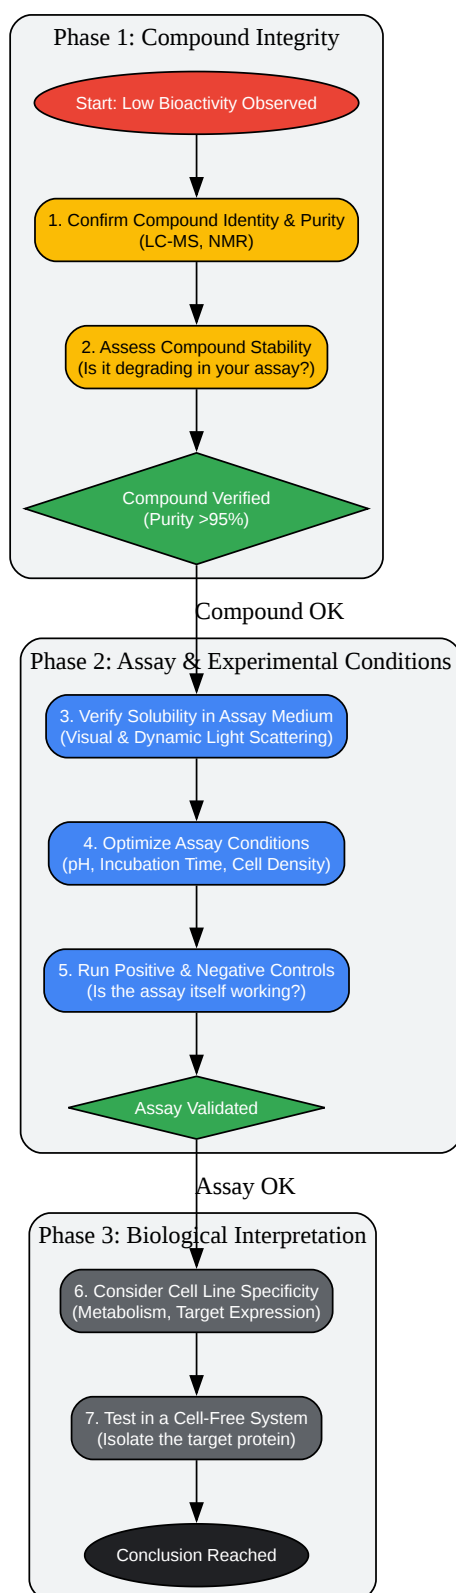 Phase 1: Compound Integrity
Start: Low Bioactivity Observed
1. Confirm Compound Identity & Purity
(LC-MS, NMR)
2. Assess Compound Stability
(Is it degrading in your assay?)
Compound Verified
(Purity >95%)
Compound OK
Phase 2: Assay & Experimental Conditions
3. Verify Solubility in Assay Medium
(Visual & Dynamic Light Scattering)
4. Optimize Assay Conditions
(pH, Incubation Time, Cell Density)
5. Run Positive & Negative Controls
(Is the assay itself working?)
Assay Validated
Assay OK
Phase 3: Biological Interpretation
6. Consider Cell Line Specificity
(Metabolism, Target Expression)
7. Test in a Cell-Free System
(Isolate the target protein)
Conclusion Reached